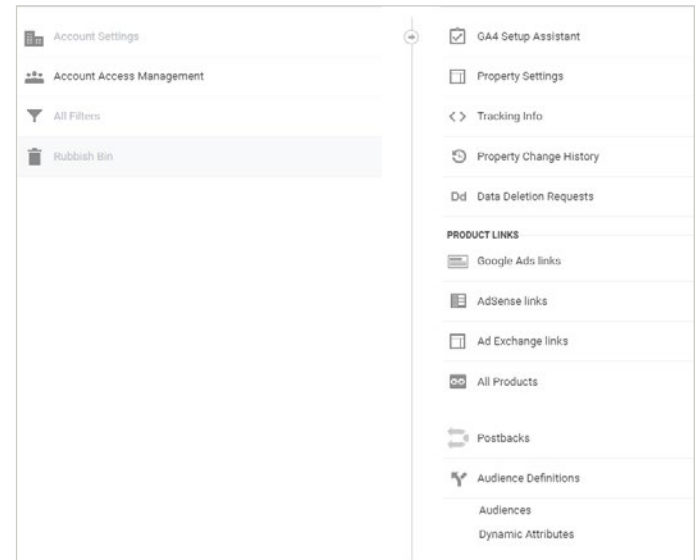 Account Settings
Account Access Management
All Filters
Rubbish Bin
GA4 Setup Assistant
Property Settings
Tracking Info
Property Change History
Dd Data Deletion Requests
PRODUCT LINKS
Google Ads links
AdSense links
Ad Exchange links
All Products
Postbacks
Audience Definitions
Audiences
Dynamic Attributes